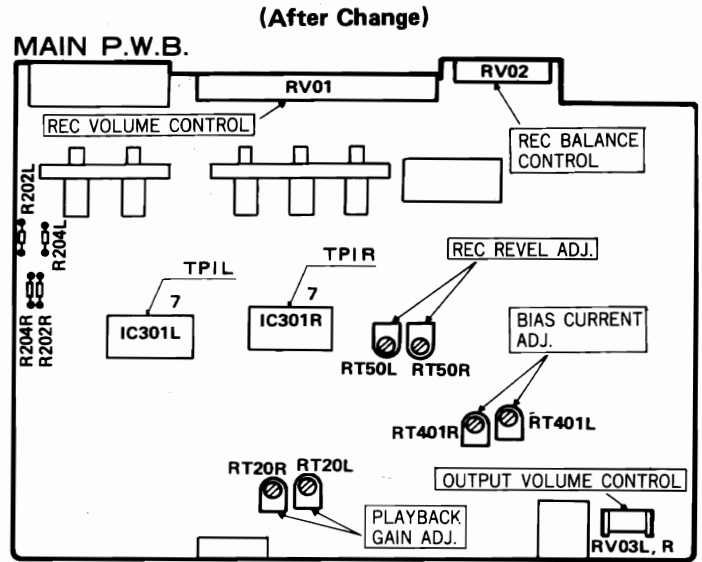 (After Change)
MAIN P.W.B.
RV01
RV02
REC VOLUME CONTROL
REC BALANCE
CONTROL
R202L
R204L
TP1L
TP1R
REC REVEL ADJ.
7
7
IC301L
IC301R
BIAS CURRENT
ADJ.
R204R
R202R
RT50L
RT50R
RT401R
RT401L
RT20R
RT20L
OUTPUT VOLUME CONTROL
PLAYBACK
GAIN ADJ.
RV03L, R